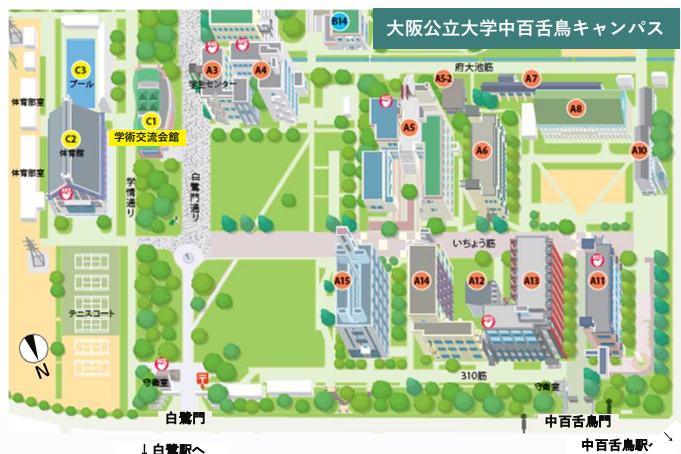 大阪公立大学中百舌鳥キャンパス
B14
府大池筋
C3
プール
A3
学生センター
A4
A5-2
A7
体育部室
C1
学術交流会館
A5
A8
C2
体育館
A6
A10
体育部室
学情通り
白鷺門通り
いちょう筋
A15
A14
A12
A13
A11
テニスコート
N
守衛室
310筋
守衛室
白鷺門
中百舌鳥門
↓ 白鷺駅へ
中百舌鳥駅へ